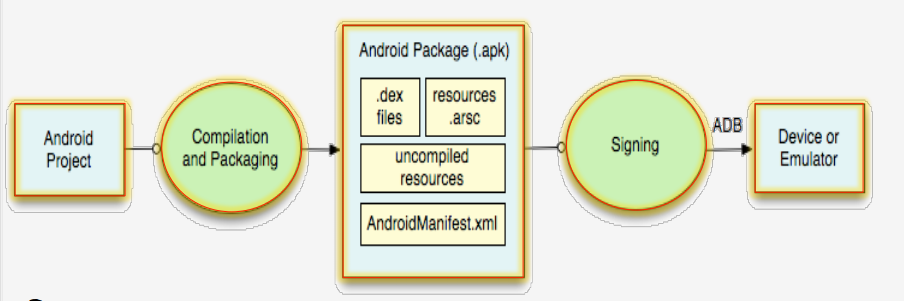 Android
Project
Compilation
and Packaging
Android Package (.apk)
.dex
files
resources
.arsc
uncompiled
resources
AndroidManifest.xml
Signing
ADB
Device or
Emulator